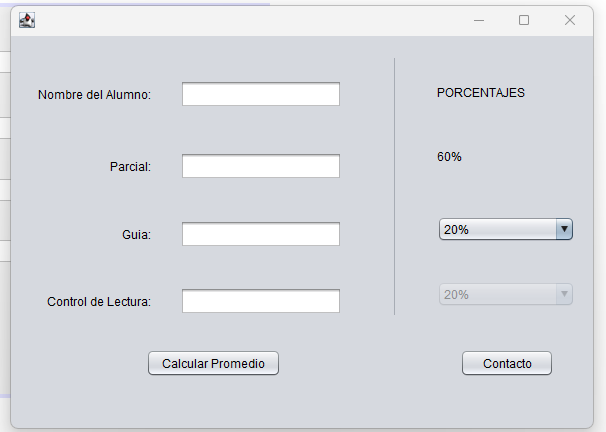 Nombre del Alumno:
PORCENTAJES
Parcial:
60%
Guia:
20%
Control de Lectura:
20%
Calcular Promedio
Contacto